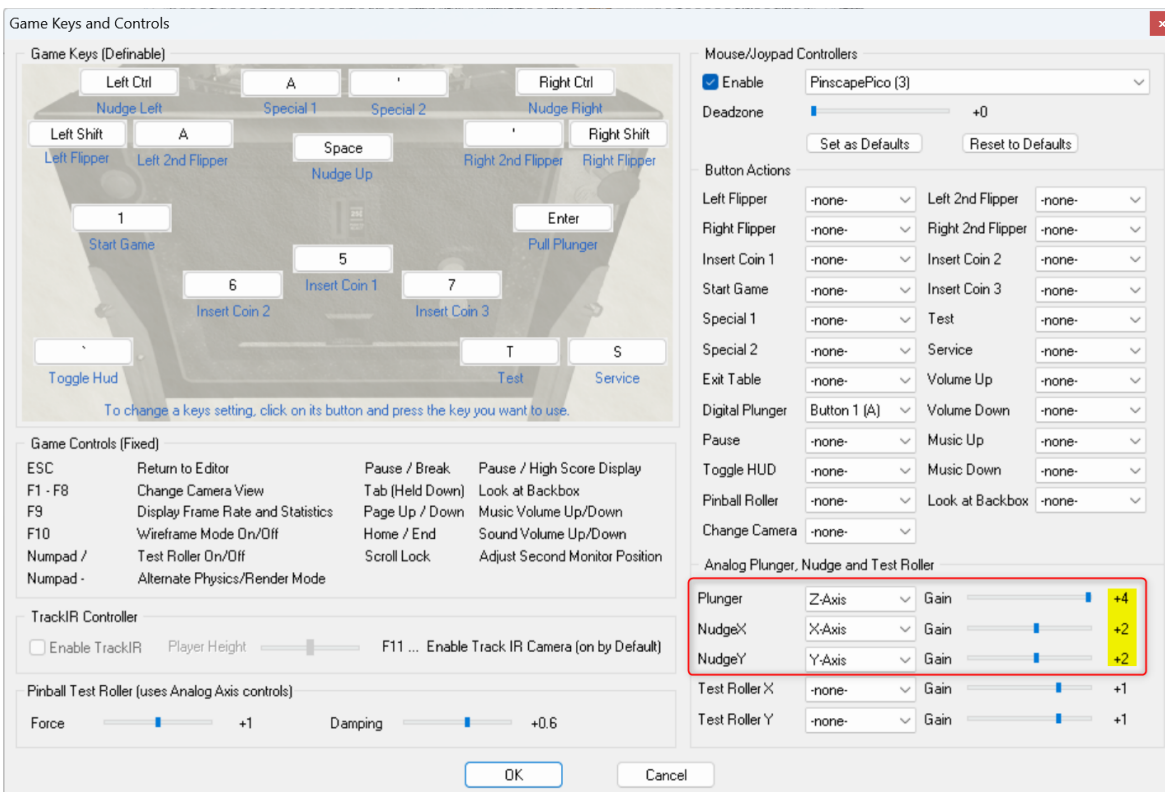 Game Keys and Controls
x
Game Keys (Definable)
Left Ctrl
A
'
Right Ctrl
Nudge Left
Special 1
Special 2
Nudge Right
Left Shift
A
Space
'
Right Shift
Left Flipper
Left 2nd Flipper
Nudge Up
Right 2nd Flipper
Right Flipper
1
Enter
Start Game
Pull Plunger
5
Insert Coin 1
6
7
Insert Coin 2
Insert Coin 3
`
T
S
Toggle Hud
Test
Service
To change a keys setting, click on its button and press the key you want to use.
Game Controls (Fixed)
ESC Return to Editor Pause / Break Pause / High Score Display
F1 - F8 Change Camera View Tab (Held Down) Look at Backbox
F9 Display Frame Rate and Statistics Page Up / Down Music Volume Up/Down
F10 Wireframe Mode On/Off Home / End Sound Volume Up/Down
Numpad / Test Roller On/Off Scroll Lock Adjust Second Monitor Position
Numpad - Alternate Physics/Render Mode
TrackIR Controller
Enable TrackIR Player Height F11 ... Enable Track IR Camera (on by Default)
Pinball Test Roller (uses Analog Axis controls)
Force +1 Damping +0.6
Mouse/Joypad Controllers
Enable PinscapePico (3)
Deadzone +0
Set as Defaults Reset to Defaults
Button Actions
Left Flipper -none- Left 2nd Flipper -none-
Right Flipper -none- Right 2nd Flipper -none-
Insert Coin 1 -none- Insert Coin 2 -none-
Start Game -none- Insert Coin 3 -none-
Special 1 -none- Test -none-
Special 2 -none- Service -none-
Exit Table -none- Volume Up -none-
Digital Plunger Button 1 (A) Volume Down -none-
Pause -none- Music Up -none-
Toggle HUD -none- Music Down -none-
Pinball Roller -none- Look at Backbox -none-
Change Camera -none-
Analog Plunger, Nudge and Test Roller
Plunger Z-Axis Gain +4
NudgeX X-Axis Gain +2
NudgeY Y-Axis Gain +2
Test Roller X -none- Gain +1
Test Roller Y -none- Gain +1
OK Cancel